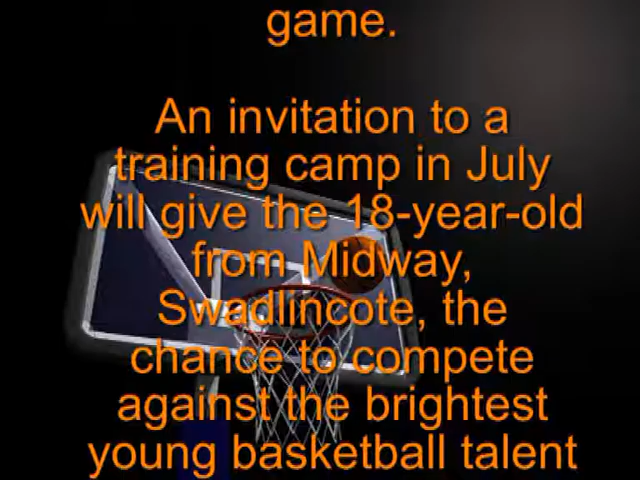 game.
An invitation to a
training camp in July
will give the 18-year-old
from Midway,
Swadlincote, the
chance to compete
against the brightest
young basketball talent